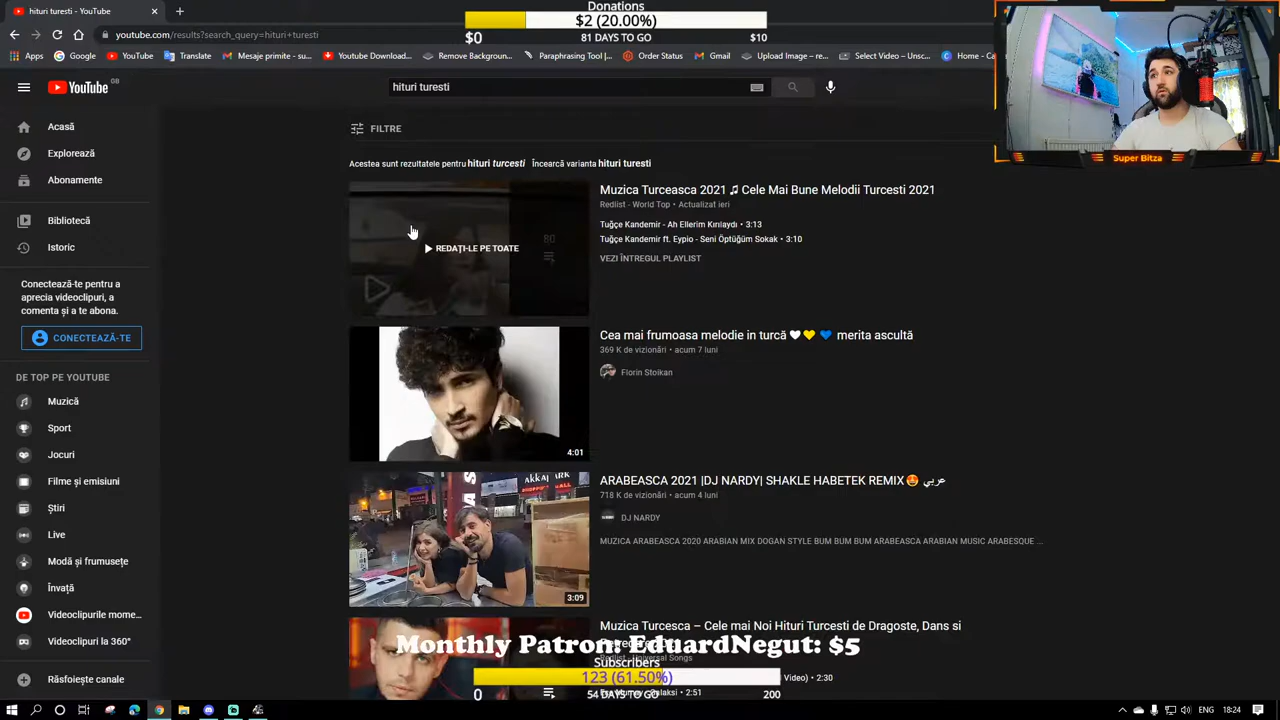 hituri turesti - YouTube
Donations
$2 (20.00%)
$0
81 DAYS TO GO
$10
youtube.com/results?search_query=hituri+turesti
Apps
Google
YouTube
Translate
Mesaje primite - su...
Youtube Download...
Remove Backgroun...
Paraphrasing Tool |...
Order Status
Gmail
Upload Image – re...
Select Video – Unsc...
Home - Ca
YouTube
GB
hituri turesti
Super Bitza
FILTRE
Acestea sunt rezultatele pentru hituri turcesti
Încearcă varianta hituri turesti
Acasă
Explorează
Abonamente
Bibliotecă
Istoric
Conectează-te pentru a
aprecia videoclipuri, a
comenta și a te abona.
CONECTEAZĂ-TE
DE TOP PE YOUTUBE
Muzică
Sport
Jocuri
Filme și emisiuni
Știri
Live
Modă și frumusețe
Învață
Videoclipurile mome...
Videoclipuri la 360°
Răsfoiește canale
80
REDAȚI-LE PE TOATE
Muzica Turceasca 2021 ♫ Cele Mai Bune Melodii Turcesti 2021
Redlist - World Top • Actualizat ieri
Tuğçe Kandemir - Ah Ellerim Kırılaydı • 3:13
Tuğçe Kandemir ft. Eypio - Seni Öptüğüm Sokak • 3:10
VEZI ÎNTREGUL PLAYLIST
4:01
Cea mai frumoasa melodie in turcă 🤍💛 💙 merita ascultă
369 K de vizionări • acum 7 luni
Florin Stoikan
AKKAL
3:09
ARABEASCA 2021 |DJ NARDY| SHAKLE HABETEK REMIX🤩 عربي
718 K de vizionări • acum 4 luni
DJ NARDY
MUZICA ARABEASCA 2020 ARABIAN MIX DOGAN STYLE BUM BUM BUM ARABEASCA ARABIAN MUSIC ARABESQUE ...
Muzica Turcesca – Cele mai Noi Hituri Turcesti de Dragoste, Dans si
Monthly Patron: EduardNegut: $5
Redlist - Universal Songs
Subscribers
123 (61.50%)
Video) • 2:30
0
54 DAYS TO GO
200
• 2:51
ENG
18:24